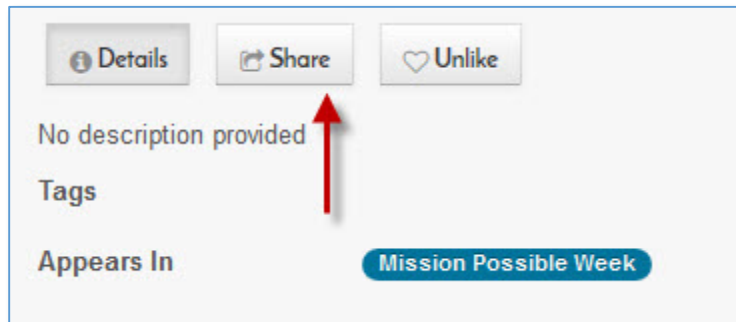 Details Share Unlike
No description provided
Tags
Appears In Mission Possible Week